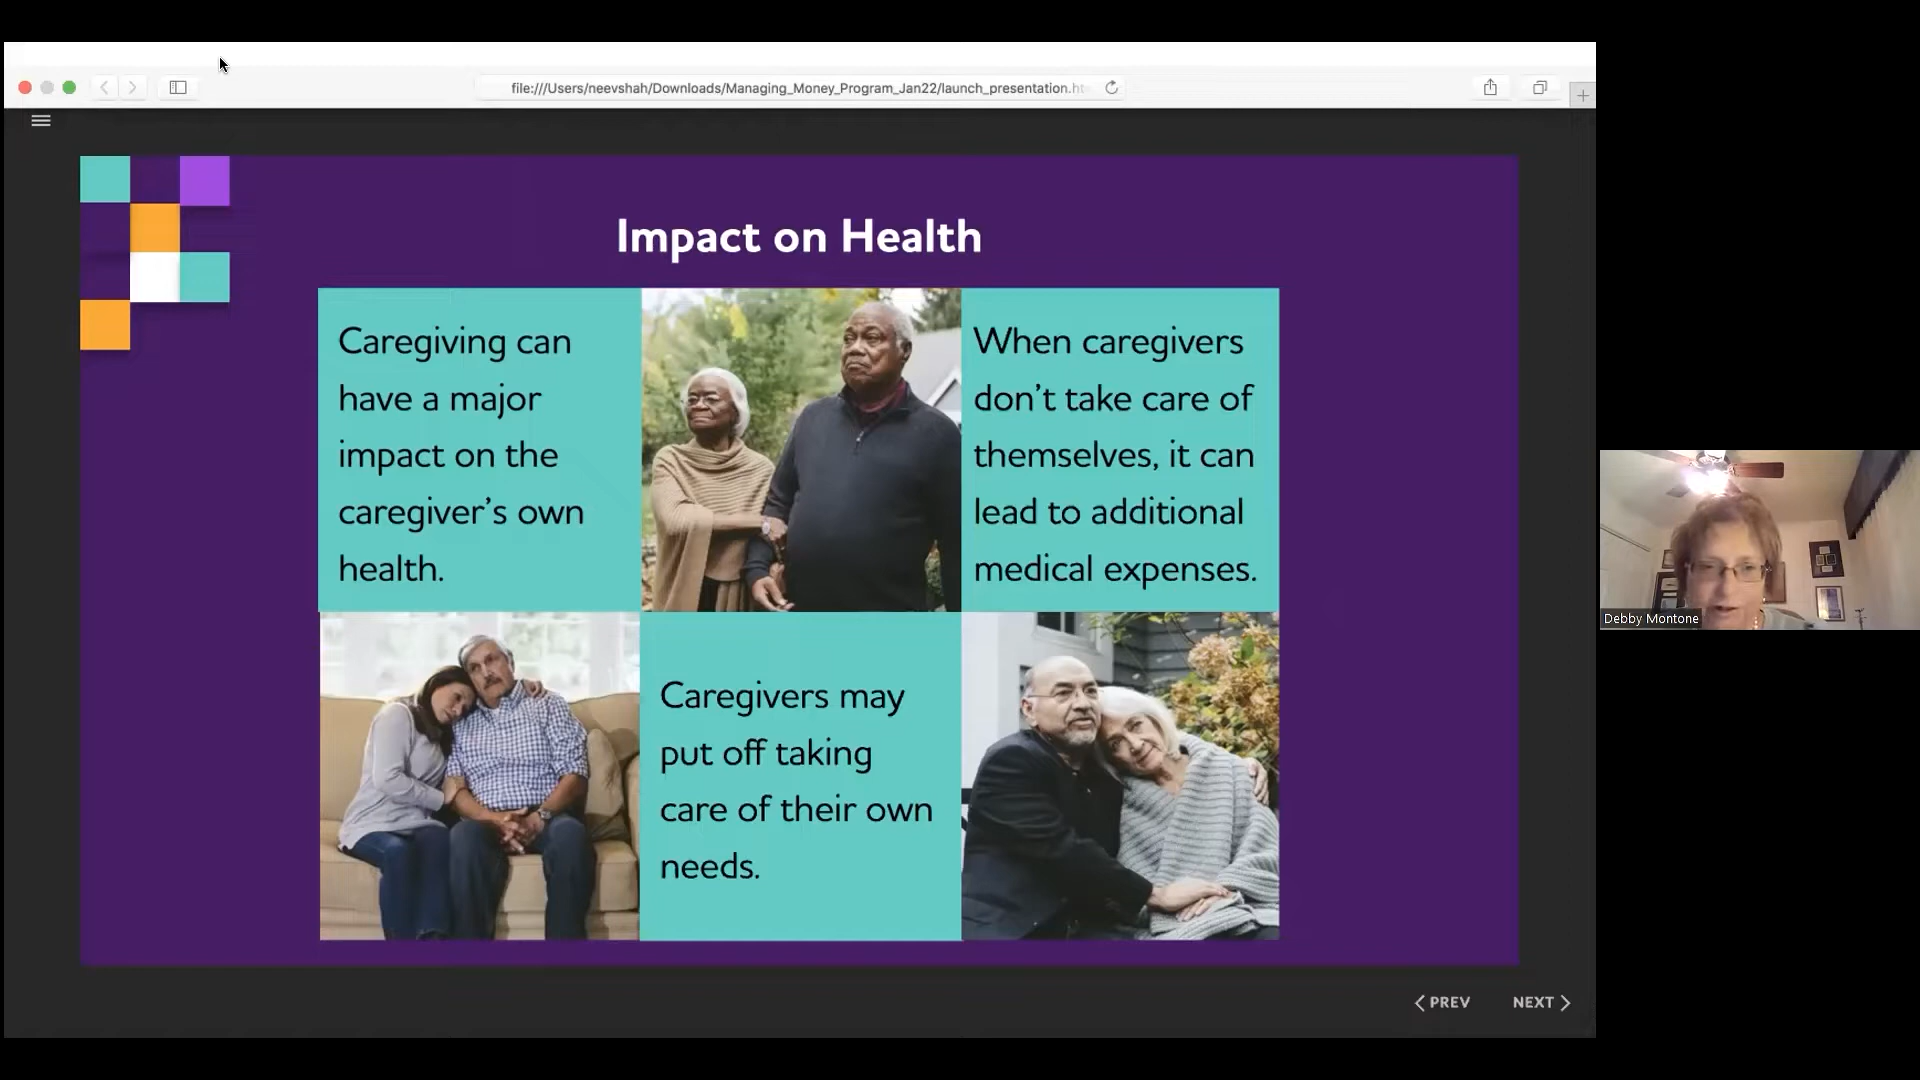 file:///Users/neevshah/Downloads/Managing_Money_Program_Jan22/launch_presentation.ht
Impact on Health
Caregiving can
have a major
impact on the
caregiver’s own
health.
When caregivers
don’t take care of
themselves, it can
lead to additional
medical expenses.
Caregivers may
put off taking
care of their own
needs.
Debby Montone
PREV
NEXT